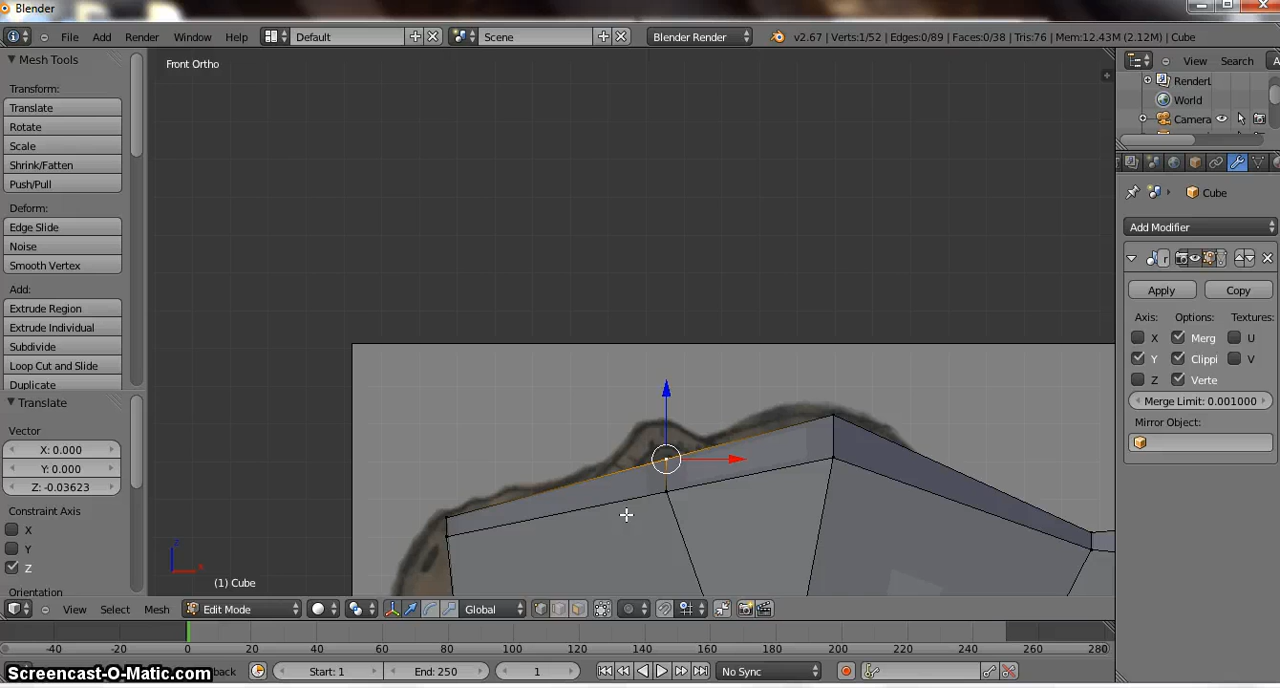 Blender
File Add Render Window Help Default Scene Blender Render v2.67 | Verts:1/52 | Edges:0/89 | Faces:0/38 | Tris:76 | Mem:12.43M (2.12M) | Cube
Mesh Tools
Front Ortho
View Search A
Transform:
Translate
Rotate
Scale
Shrink/Fatten
Push/Pull
Deform:
Edge Slide
Noise
Smooth Vertex
Add:
Extrude Region
Extrude Individual
Subdivide
Loop Cut and Slide
Duplicate
Translate
Vector
X: 0.000
Y: 0.000
Z: -0.03623
Constraint Axis
X
Y
Z
Orientation
RenderL
World
Camera
Cube
Add Modifier
r
Apply Copy
Axis: Options: Textures:
X Merg U
Y Clippi V
Z Verte
Merge Limit: 0.001000
Mirror Object:
(1) Cube
View Select Mesh Edit Mode Global
-40 -20 0 20 40 60 80 100 120 140 160 180 200 220 240 260 280
Screencast-O-Matic.com back Start: 1 End: 250 1 No Sync